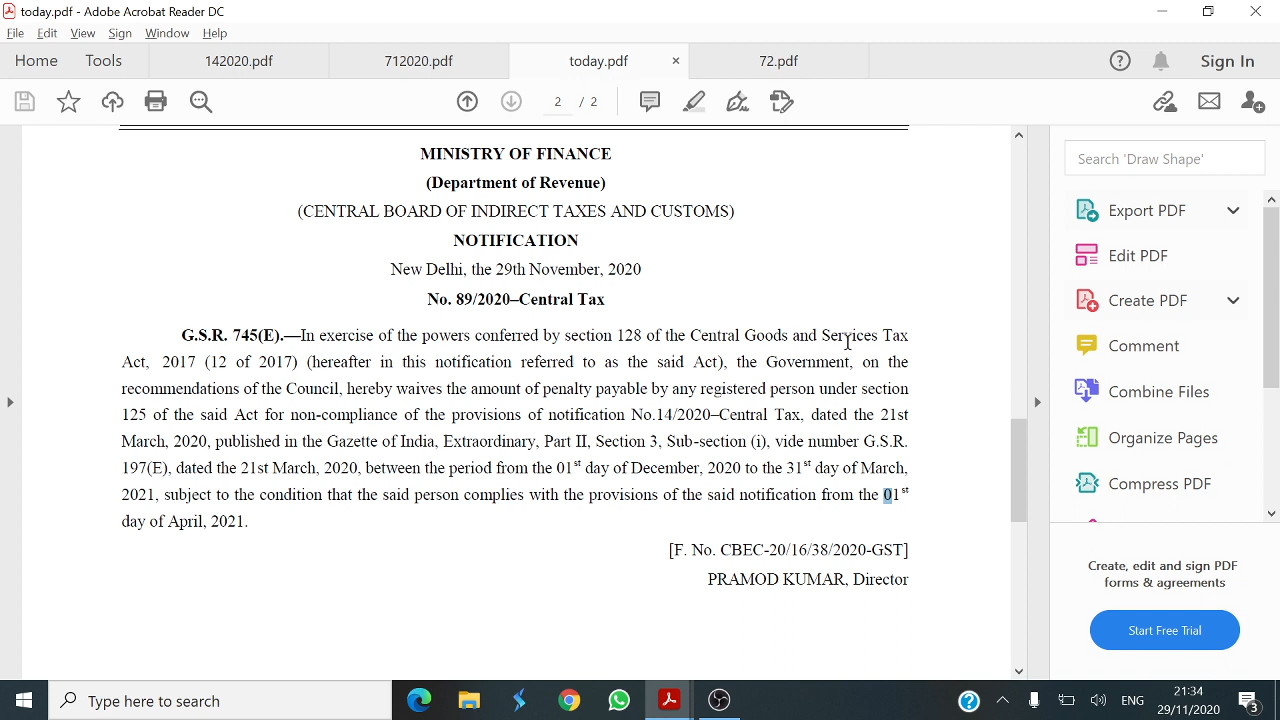 today.pdf - Adobe Acrobat Reader DC
File Edit View Sign Window Help
Home Tools 142020.pdf 712020.pdf today.pdf × 72.pdf Sign In
2 / 2
MINISTRY OF FINANCE
(Department of Revenue)
(CENTRAL BOARD OF INDIRECT TAXES AND CUSTOMS)
NOTIFICATION
New Delhi, the 29th November, 2020
No. 89/2020–Central Tax
G.S.R. 745(E).—In exercise of the powers conferred by section 128 of the Central Goods and Services Tax
Act, 2017 (12 of 2017) (hereafter in this notification referred to as the said Act), the Government, on the
recommendations of the Council, hereby waives the amount of penalty payable by any registered person under section
125 of the said Act for non-compliance of the provisions of notification No.14/2020–Central Tax, dated the 21st
March, 2020, published in the Gazette of India, Extraordinary, Part II, Section 3, Sub-section (i), vide number G.S.R.
197(E), dated the 21st March, 2020, between the period from the 01st day of December, 2020 to the 31st day of March,
2021, subject to the condition that the said person complies with the provisions of the said notification from the 01st
day of April, 2021.
[F. No. CBEC-20/16/38/2020-GST]
PRAMOD KUMAR, Director
Search 'Draw Shape'
Export PDF
Edit PDF
Create PDF
Comment
Combine Files
Organize Pages
Compress PDF
Create, edit and sign PDF
forms & agreements
Start Free Trial
Type here to search
ENG
21:34
29/11/2020
3